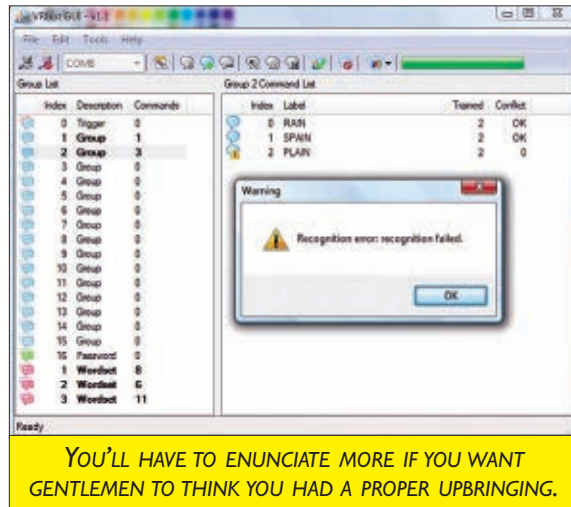 VRbot GUI - v1.1
File Edit Tools Help
COM6
Group List
Index Description Commands
0 Trigger 0
1 Group 1
2 Group 3
3 Group 0
4 Group 0
5 Group 0
6 Group 0
7 Group 0
8 Group 0
9 Group 0
10 Group 0
11 Group 0
12 Group 0
13 Group 0
14 Group 0
15 Group 0
16 Password 0
1 Wordset 8
2 Wordset 6
3 Wordset 11
Group 2 Command List
Index Label Trained Conflict
0 RAIN 2 OK
1 SPAIN 2 OK
2 PLAIN 2 0
Warning
Recognition error: recognition failed.
OK
Ready
YOU'LL HAVE TO ENUNCIATE MORE IF YOU WANT
GENTLEMEN TO THINK YOU HAD A PROPER UPBRINGING.